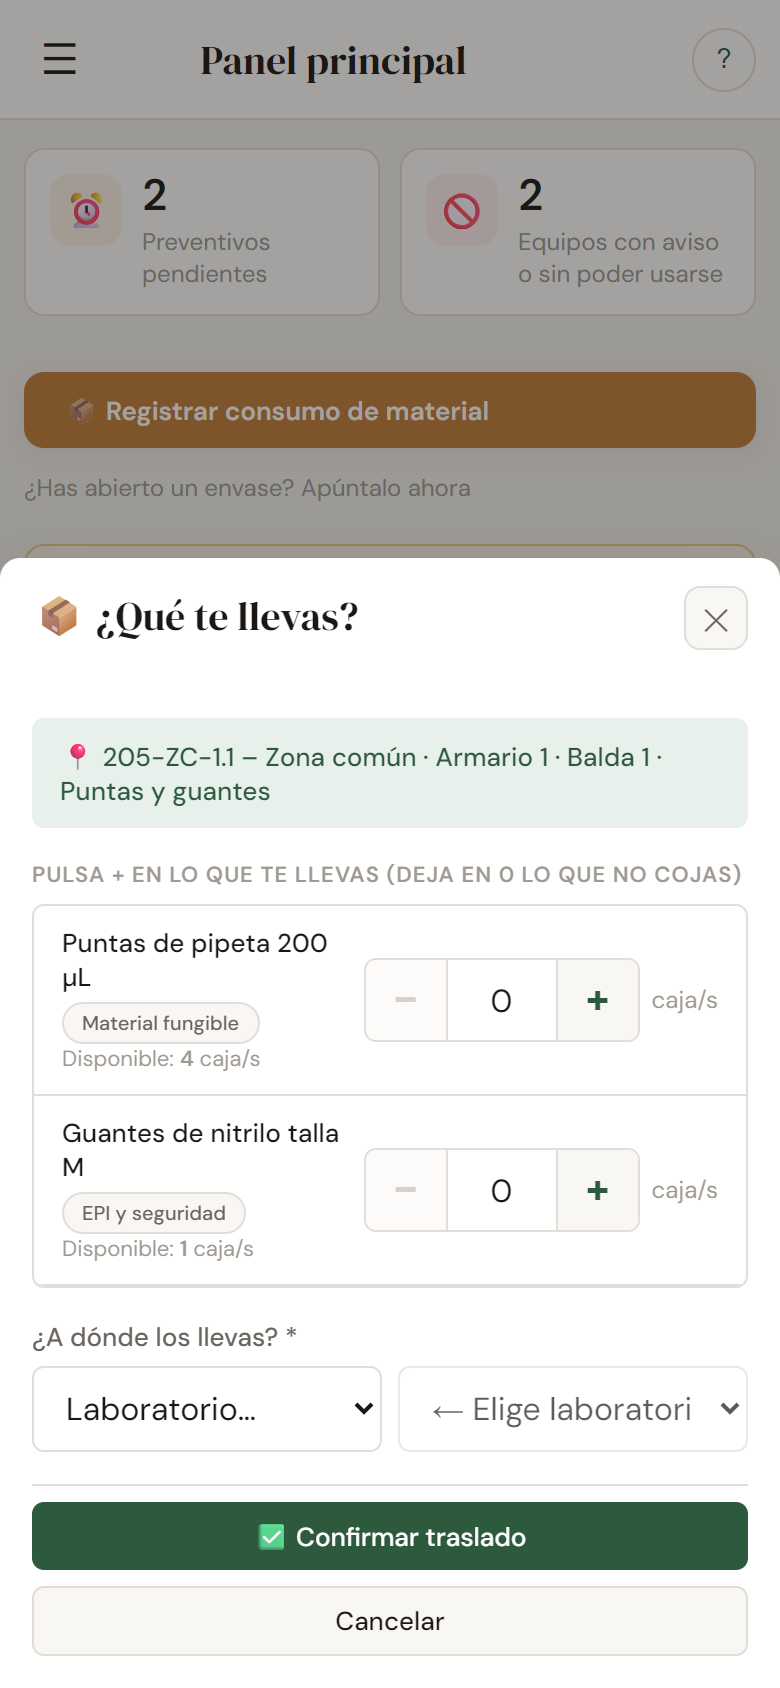 Panel principal
?
2
Preventivos
pendientes
2
Equipos con aviso
o sin poder usarse
Registrar consumo de material
¿Has abierto un envase? Apúntalo ahora
¿Qué te llevas?
205-ZC-1.1 – Zona común · Armario 1 · Balda 1 ·
Puntas y guantes
PULSA + EN LO QUE TE LLEVAS (DEJA EN 0 LO QUE NO COJAS)
Puntas de pipeta 200
µL
Material fungible
Disponible: 4 caja/s
− 0 + caja/s
Guantes de nitrilo talla
M
EPI y seguridad
Disponible: 1 caja/s
− 0 + caja/s
¿A dónde los llevas? *
Laboratorio...
← Elige laboratori
Confirmar traslado
Cancelar